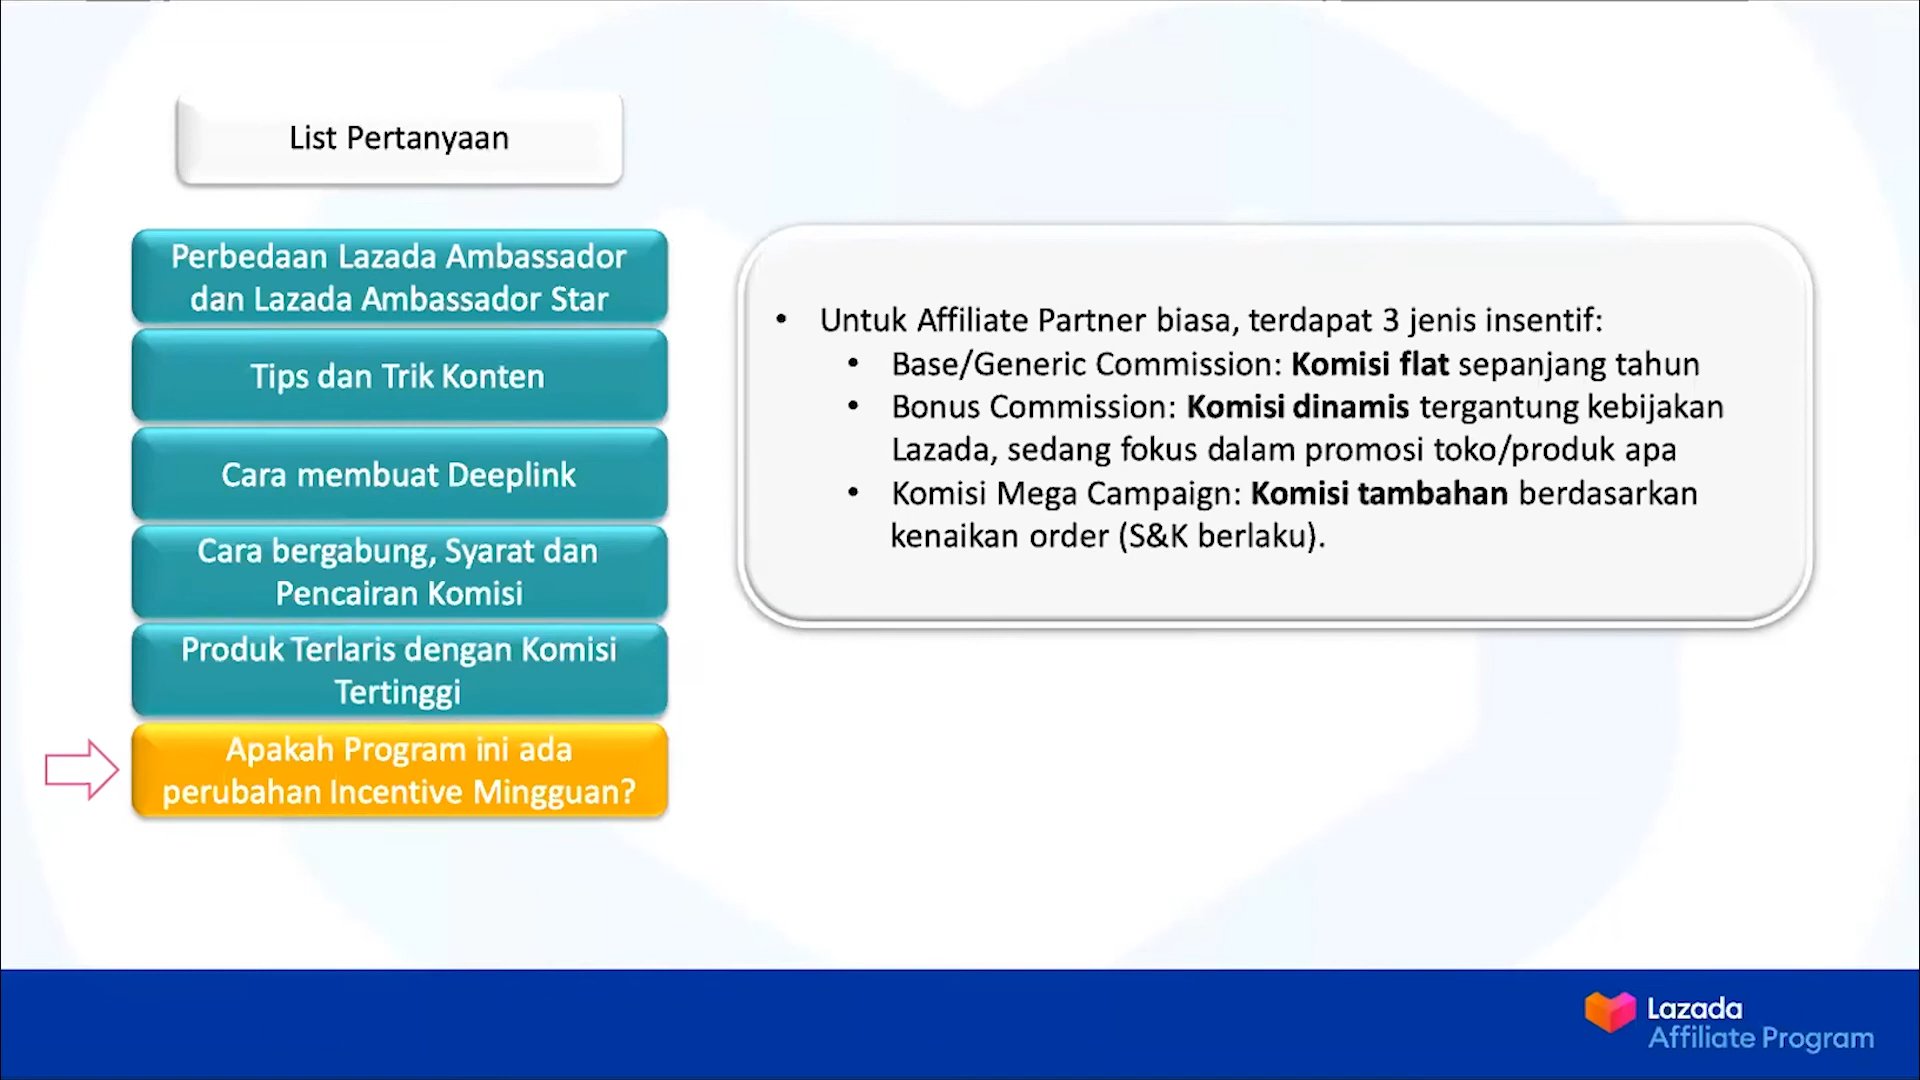 List Pertanyaan
Perbedaan Lazada Ambassador
dan Lazada Ambassador Star
Tips dan Trik Konten
Cara membuat Deeplink
Cara bergabung, Syarat dan
Pencairan Komisi
Produk Terlaris dengan Komisi
Tertinggi
Apakah Program ini ada
perubahan Incentive Mingguan?
• Untuk Affiliate Partner biasa, terdapat 3 jenis insentif:
• Base/Generic Commission: Komisi flat sepanjang tahun
• Bonus Commission: Komisi dinamis tergantung kebijakan
Lazada, sedang fokus dalam promosi toko/produk apa
• Komisi Mega Campaign: Komisi tambahan berdasarkan
kenaikan order (S&K berlaku).
Lazada
Affiliate Program